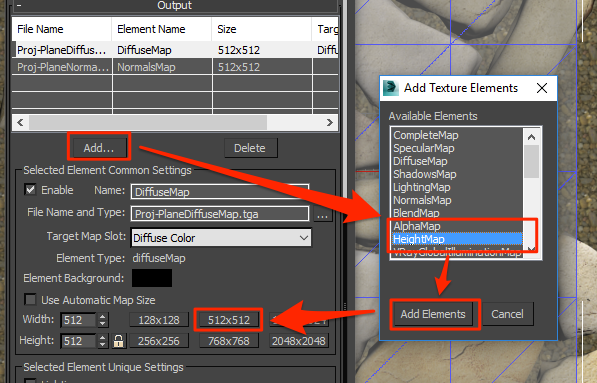 Output
File Name Element Name Size Targ
Proj-PlaneDiffus... DiffuseMap 512x512 Diffu
Proj-PlaneNorma... NormalsMap 512x512
Add... Delete
Selected Element Common Settings
Enable Name: DiffuseMap
File Name and Type: Proj-PlaneDiffuseMap.tga ...
Target Map Slot: Diffuse Color
Element Type: diffuseMap
Element Background:
Use Automatic Map Size
Width: 512 128x128 512x512
Height: 512 256x256 768x768 2048x2048
Selected Element Unique Settings
Add Texture Elements
Available Elements
CompleteMap
SpecularMap
DiffuseMap
ShadowsMap
LightingMap
NormalsMap
BlendMap
AlphaMap
HeightMap
VRayGlobalIlluminationMap
Add Elements Cancel